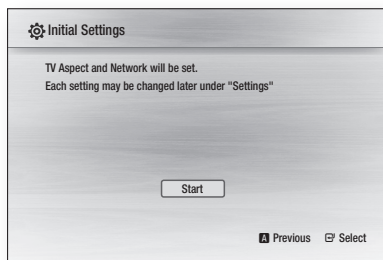 Initial Settings
TV Aspect and Network will be set.
Each setting may be changed later under "Settings"
Start
A Previous Select